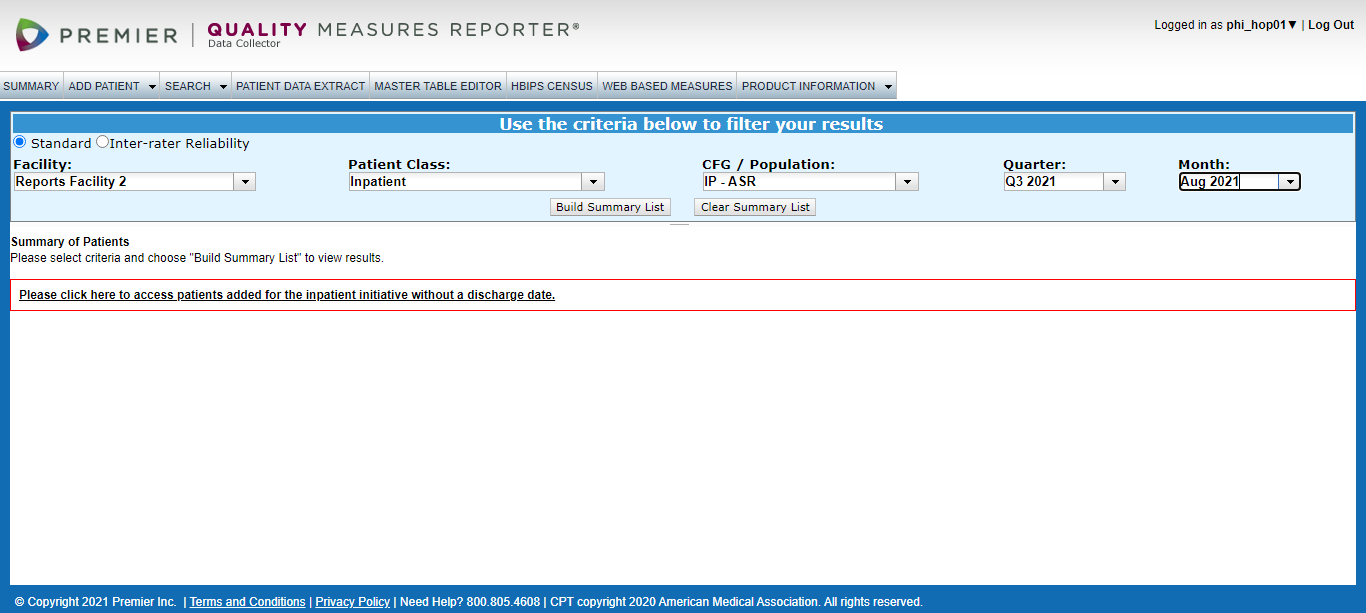 PREMIER | QUALITY MEASURES REPORTER®
Data Collector
Logged in as phi_hop01▼ | Log Out
SUMMARY ADD PATIENT SEARCH PATIENT DATA EXTRACT MASTER TABLE EDITOR HBIPS CENSUS WEB BASED MEASURES PRODUCT INFORMATION
Use the criteria below to filter your results
Standard Inter-rater Reliability
Facility: Patient Class: CFG / Population: Quarter: Month:
Reports Facility 2 Inpatient IP - ASR Q3 2021 Aug 2021
Build Summary List Clear Summary List
Summary of Patients
Please select criteria and choose "Build Summary List" to view results.
Please click here to access patients added for the inpatient initiative without a discharge date.
© Copyright 2021 Premier Inc. | Terms and Conditions | Privacy Policy | Need Help? 800.805.4608 | CPT copyright 2020 American Medical Association. All rights reserved.